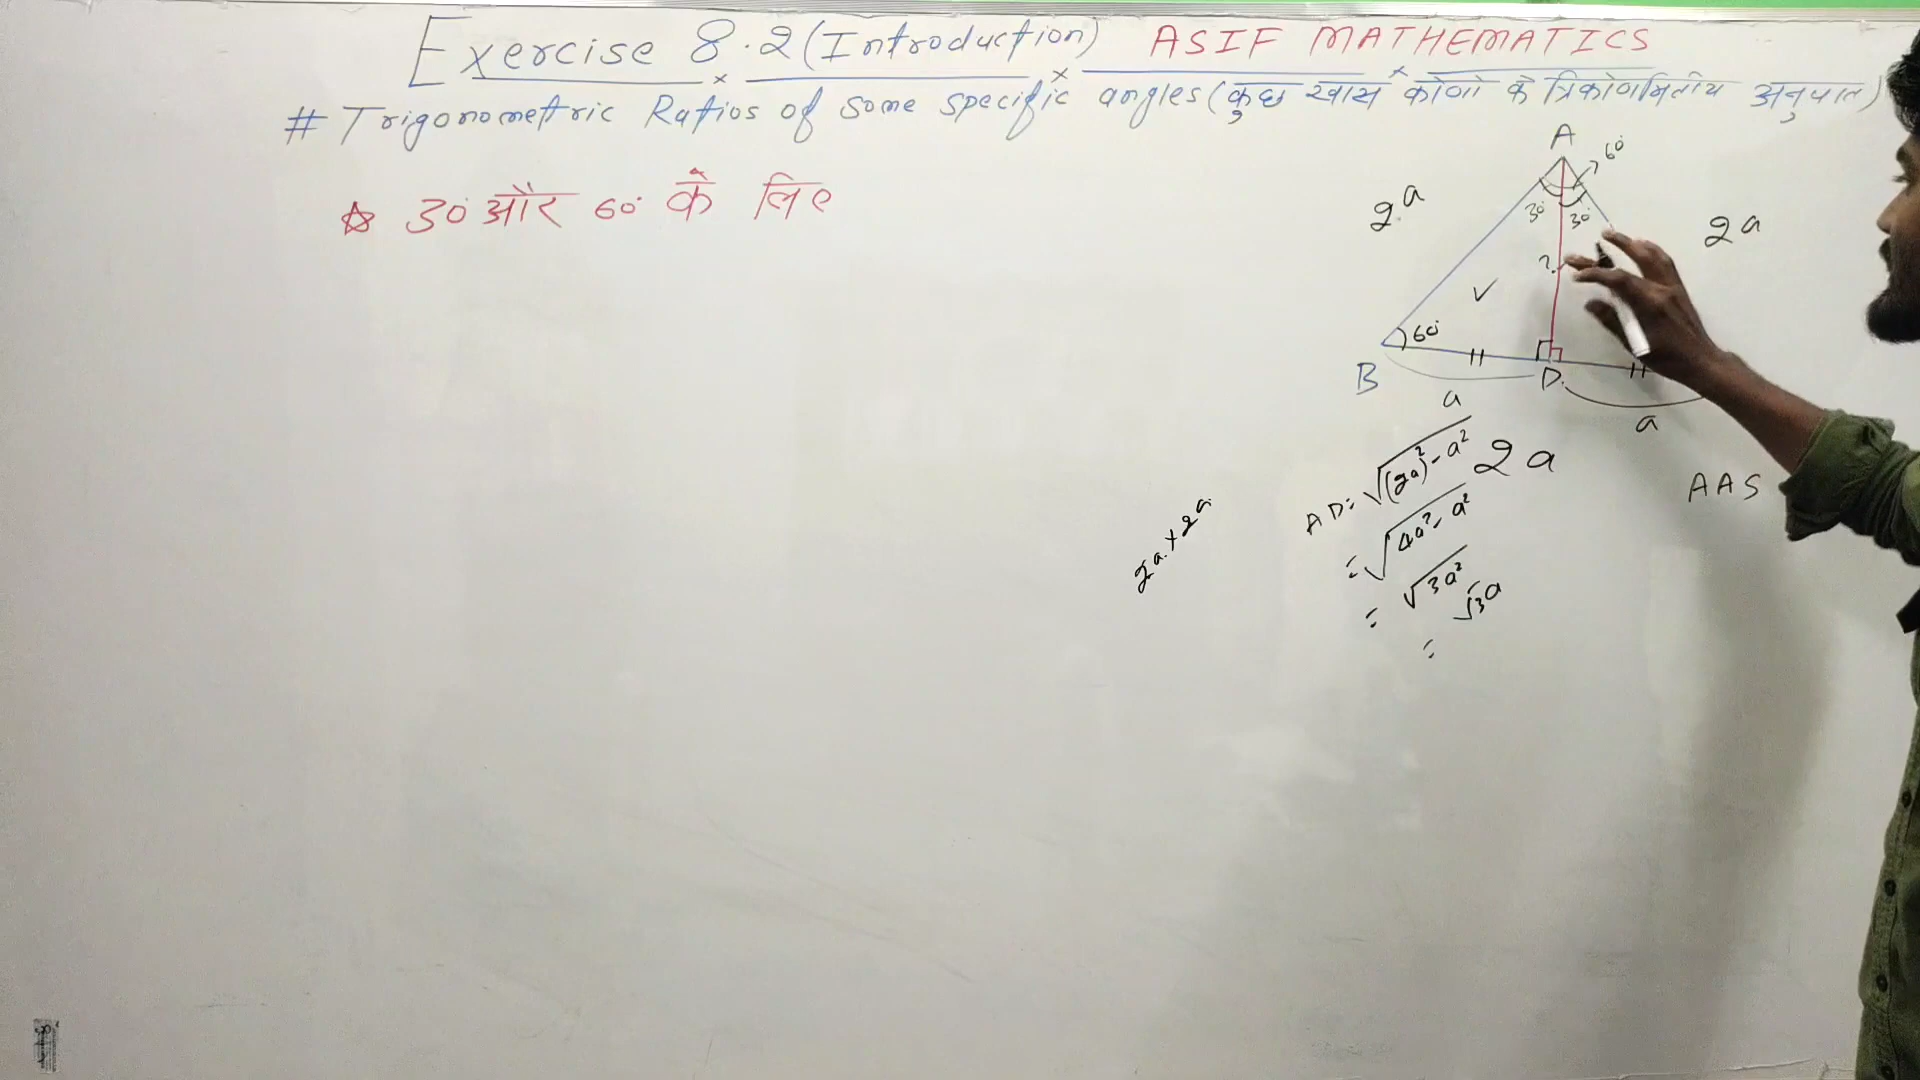 Exercise 8.2 (Introduction) ASIF MATHEMATICS
# Trigonometric Ratios of some specific angles (कुछ खास कोणों के त्रिकोणमितीय अनुपात)
☆ 30° और 60° के लिए
A
60°
2a
2a
30° 30°
?
✓
60°
B
D
a
a
2a
AD = √(2a)² - a²
= √4a² - a²
= √3a²
= √3a
2a × 2a
AAS